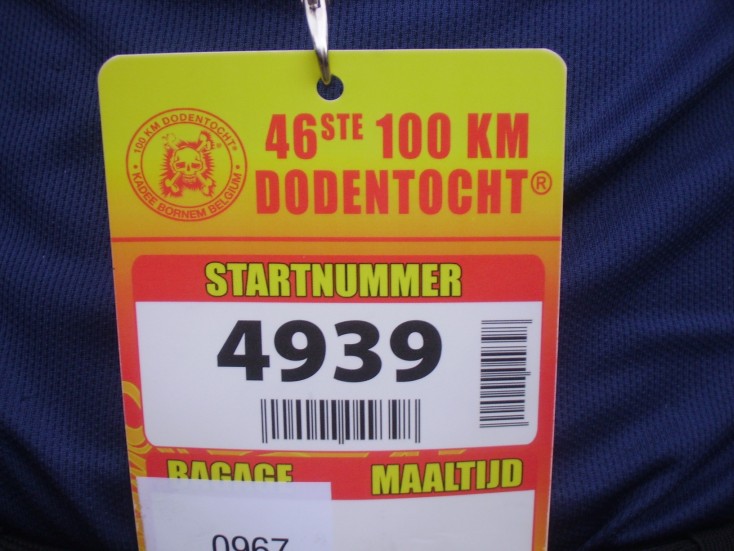 100 KM DODENTOCHT®
KADEE BORNEM BELGIUM
46STE 100 KM
DODENTOCHT®
STARTNUMMER
4939
BAGAGE MAALTIJD
0967